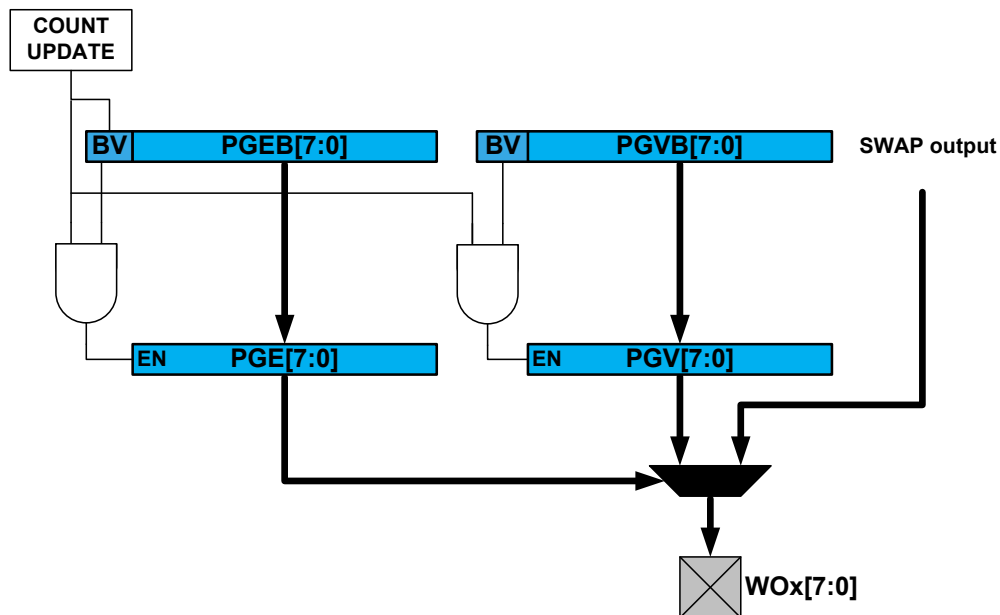 COUNT
UPDATE
BV PGEB[7:0]
BV PGVB[7:0]
SWAP output
EN PGE[7:0]
EN PGV[7:0]
WOx[7:0]